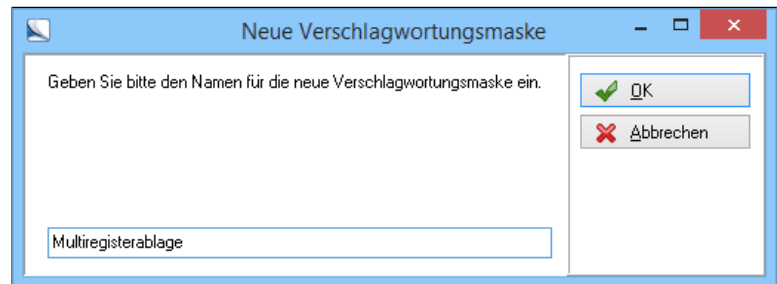 Neue Verschlagwortungsmaske
Geben Sie bitte den Namen für die neue Verschlagwortungsmaske ein.
OK
Abbrechen
Multiregisterablage